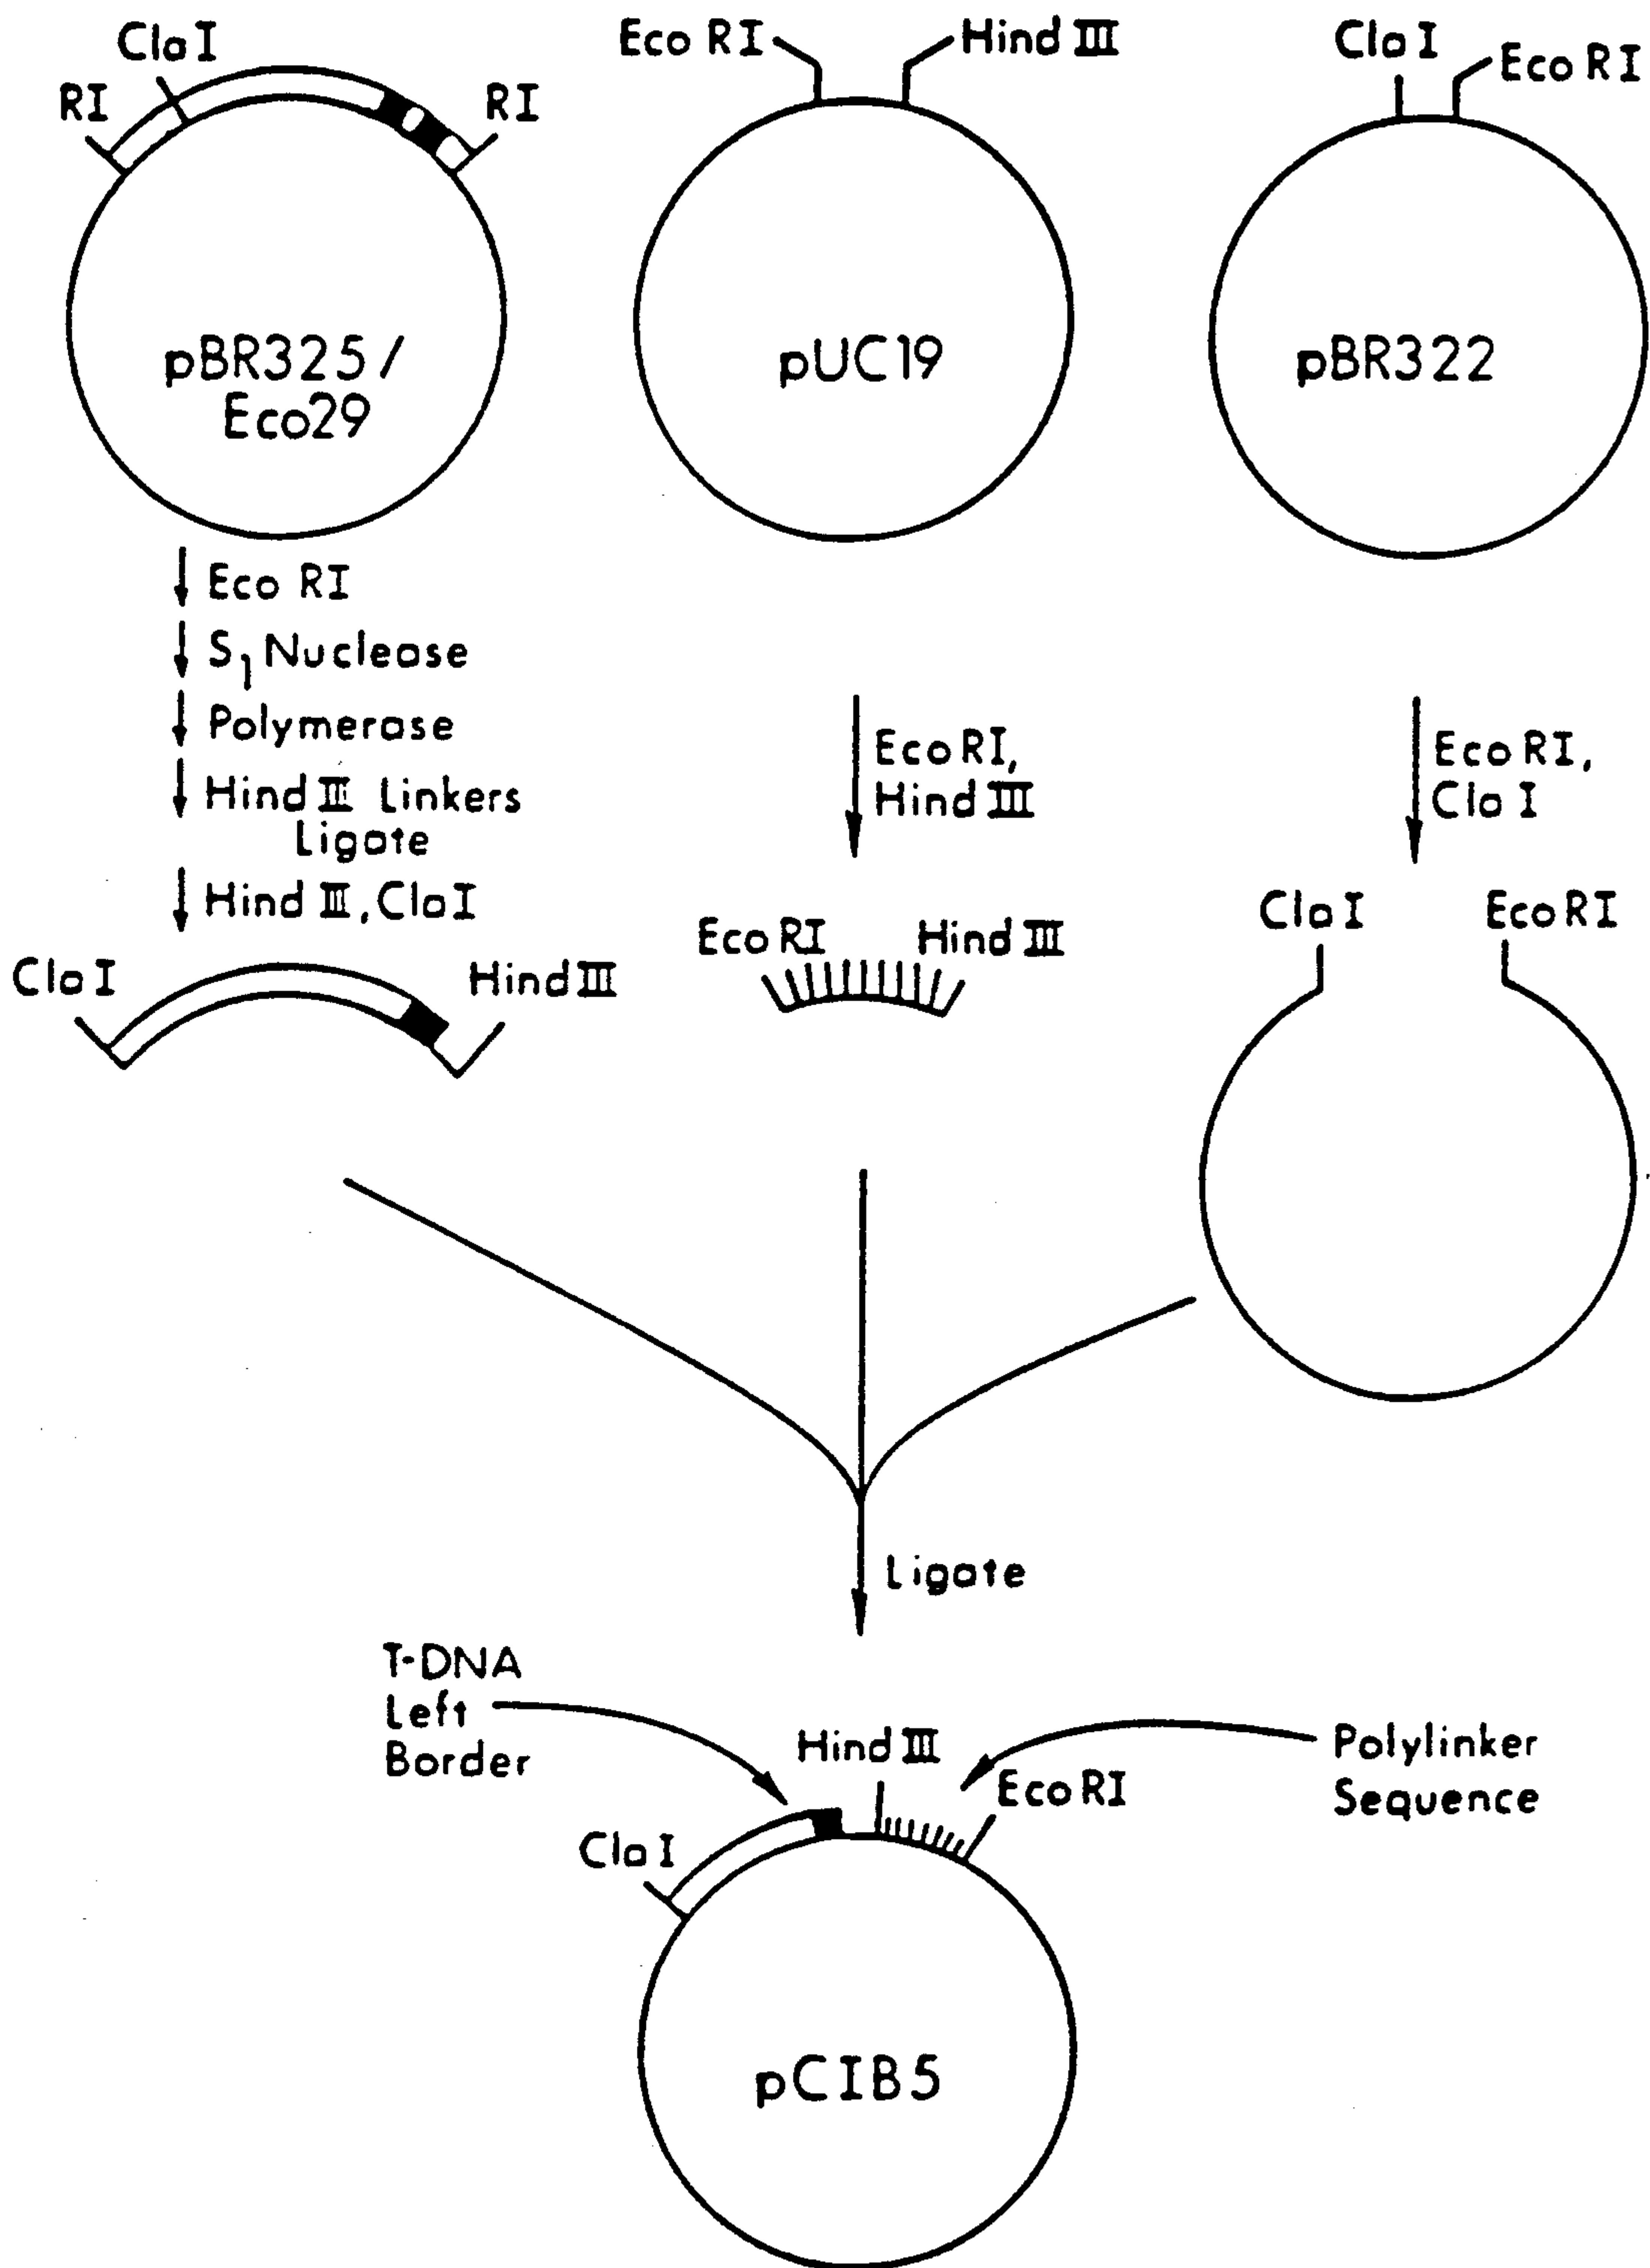 Cla I
RI
RI
pBR325/
Eco29
Eco RI
Hind III
pUC19
Cla I
Eco RI
pBR322
Eco RI
S1 Nuclease
Polymerase
Hind III Linkers
Ligate
Hind III, Cla I
Eco RI,
Hind III
Eco RI,
Cla I
Cla I
Hind III
Eco RI
Hind III
Cla I
Eco RI
Ligate
T-DNA
Left
Border
Hind III
Eco RI
Polylinker
Sequence
Cla I
pCIB5